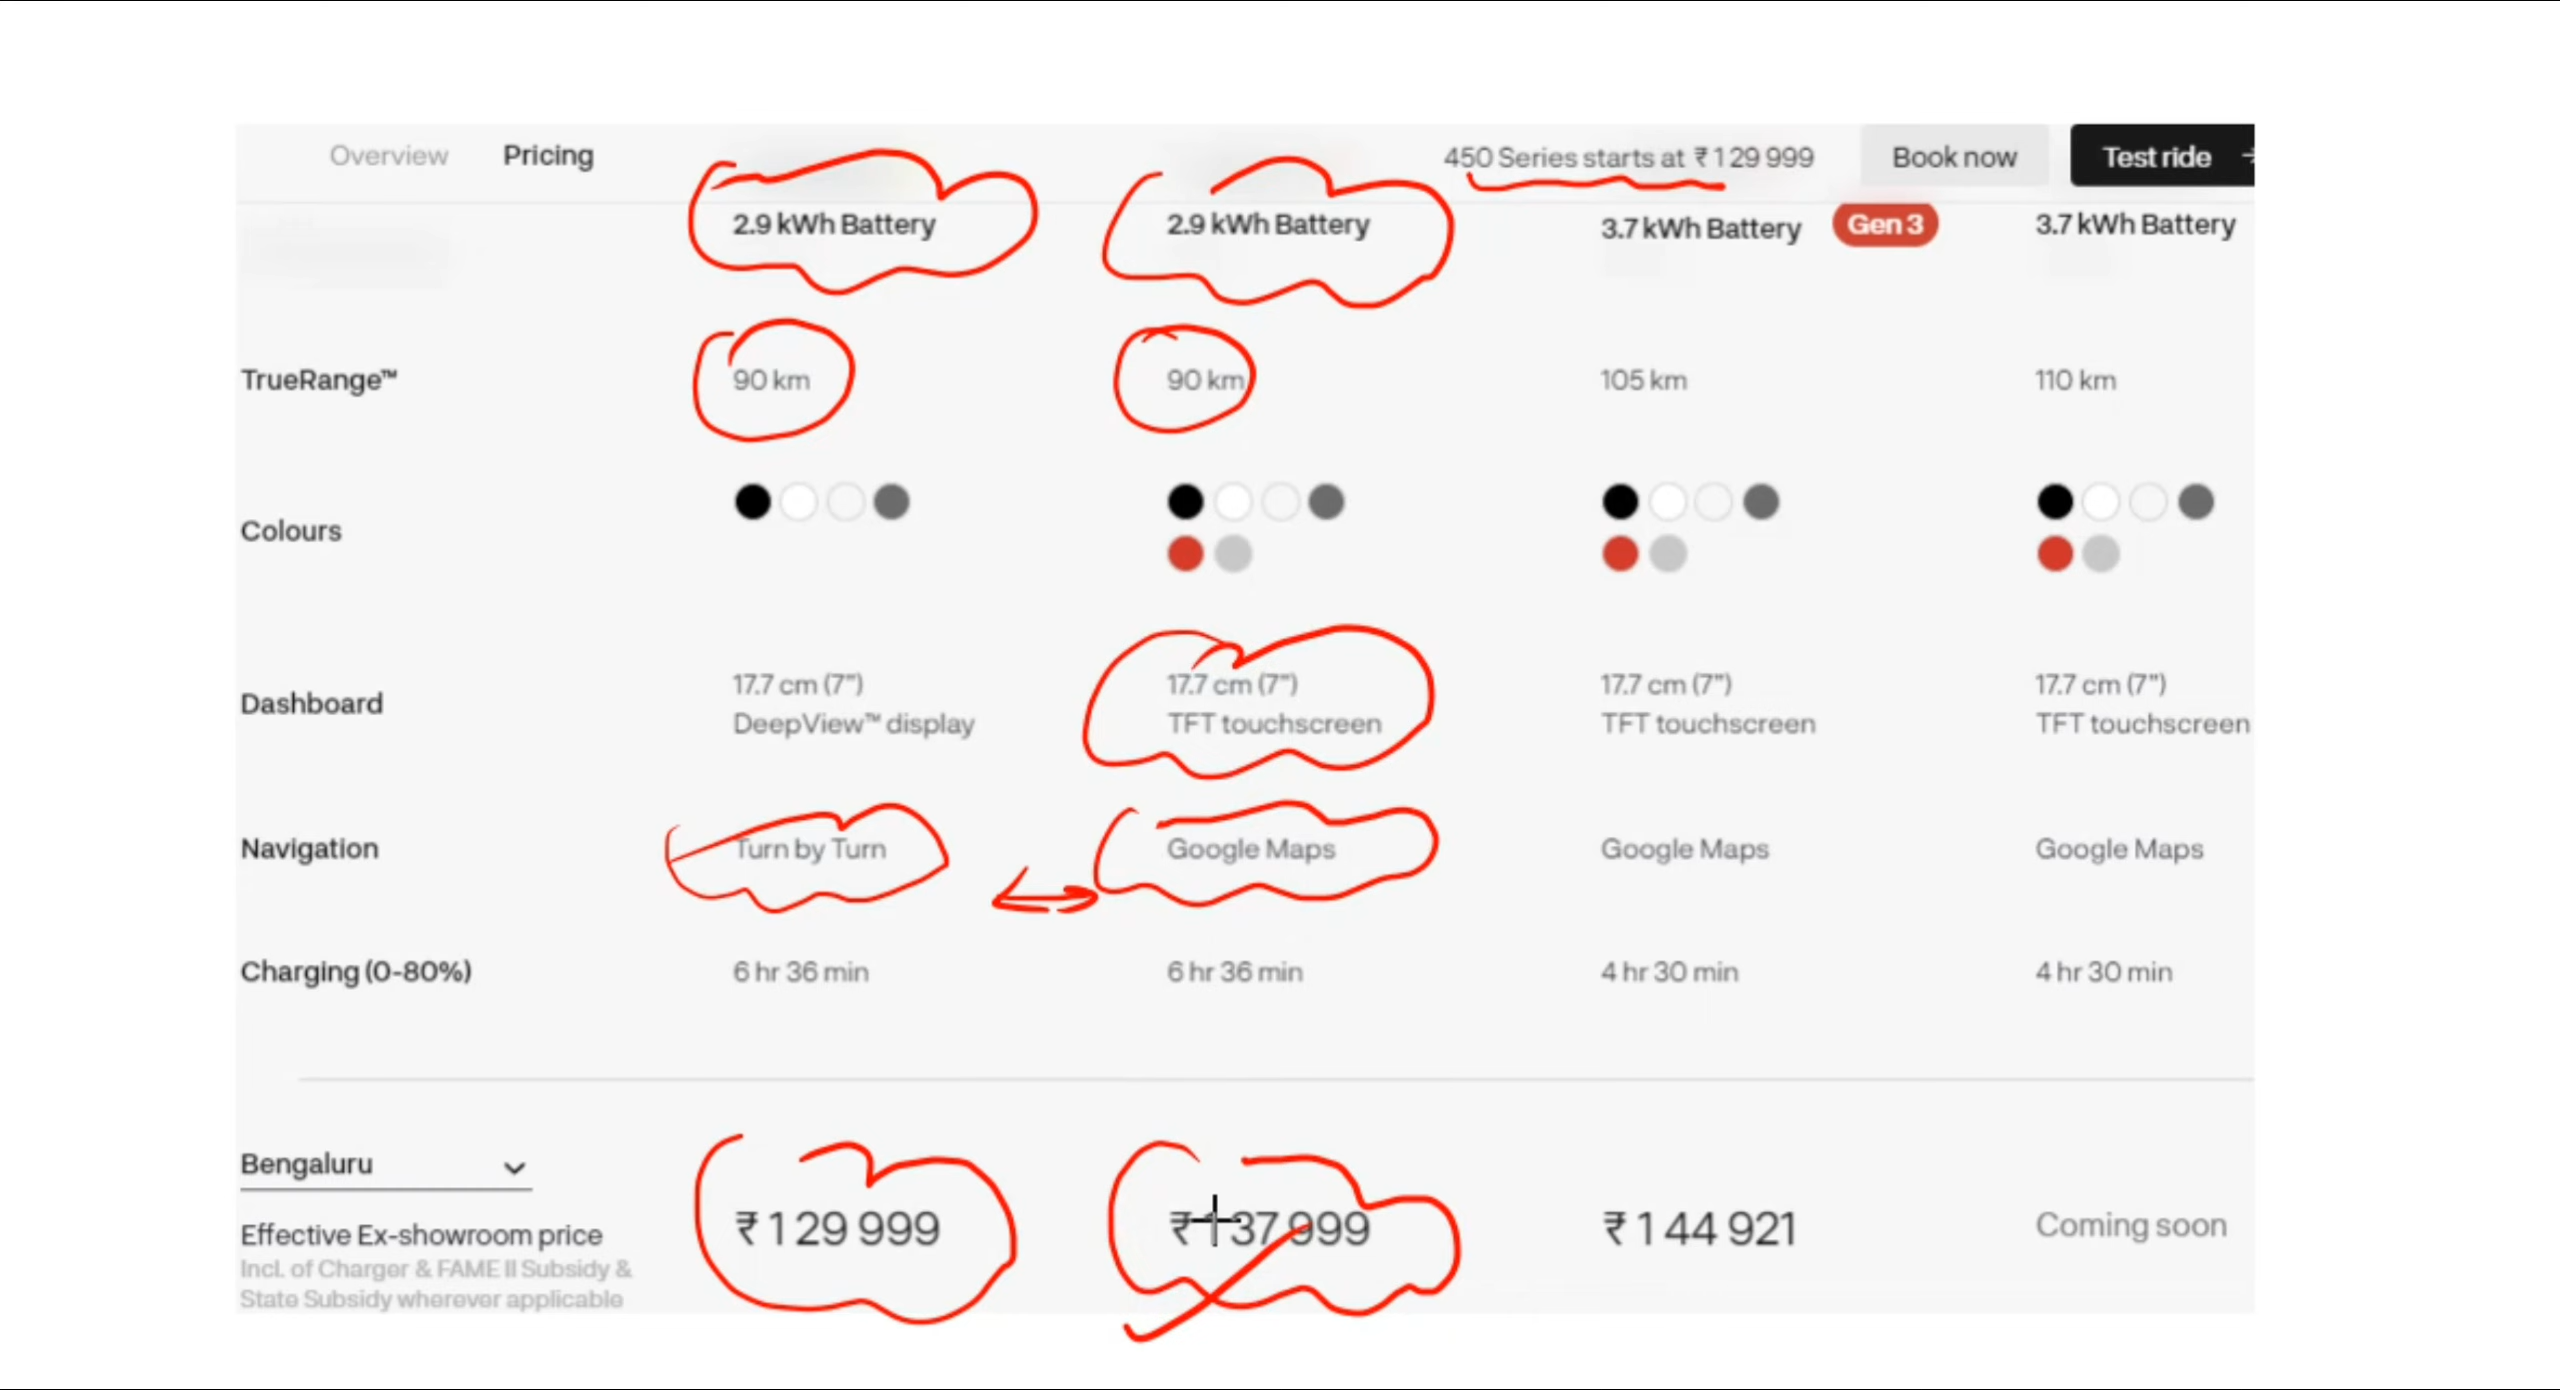 Overview Pricing 450 Series starts at ₹ 1 29 999 Book now Test ride →
2.9 kWh Battery 2.9 kWh Battery 3.7 kWh Battery Gen 3 3.7 kWh Battery
TrueRange™ 90 km 90 km 105 km 110 km
Colours
17.7 cm (7") 17.7 cm (7") 17.7 cm (7") 17.7 cm (7")
Dashboard
DeepView™ display TFT touchscreen TFT touchscreen TFT touchscreen
Navigation Turn by Turn Google Maps Google Maps Google Maps
Charging (0-80%) 6 hr 36 min 6 hr 36 min 4 hr 30 min 4 hr 30 min
Bengaluru
₹ 1 29 999 ₹ 1 37 999 ₹ 1 44 921 Coming soon
Effective Ex-showroom price
Incl. of Charger & FAME II Subsidy &
State Subsidy wherever applicable